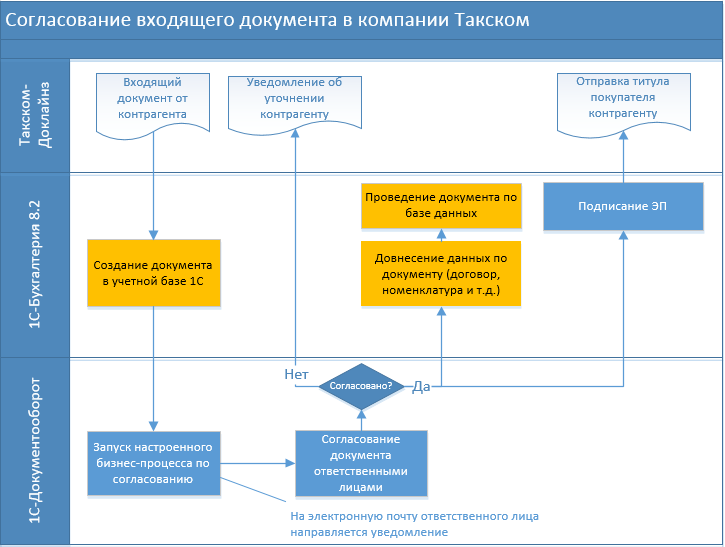 Согласование входящего документа в компании Такском
Такском-
Доклайнз
Входящий
документ от
контрагента
Уведомление об
уточнении
контрагенту
Отправка титула
покупателя
контрагенту
1С-Бухгалтерия 8.2
Создание документа
в учетной базе 1С
Проведение документа по
базе данных
Довнесение данных по
документу (договор,
номенклатура и т.д.)
Подписание ЭП
1С-Документооборот
Нет
Согласовано?
Да
Запуск настроенного
бизнес-процесса по
согласованию
Согласование
документа
ответственными
лицами
На электронную почту ответственного лица
направляется уведомление